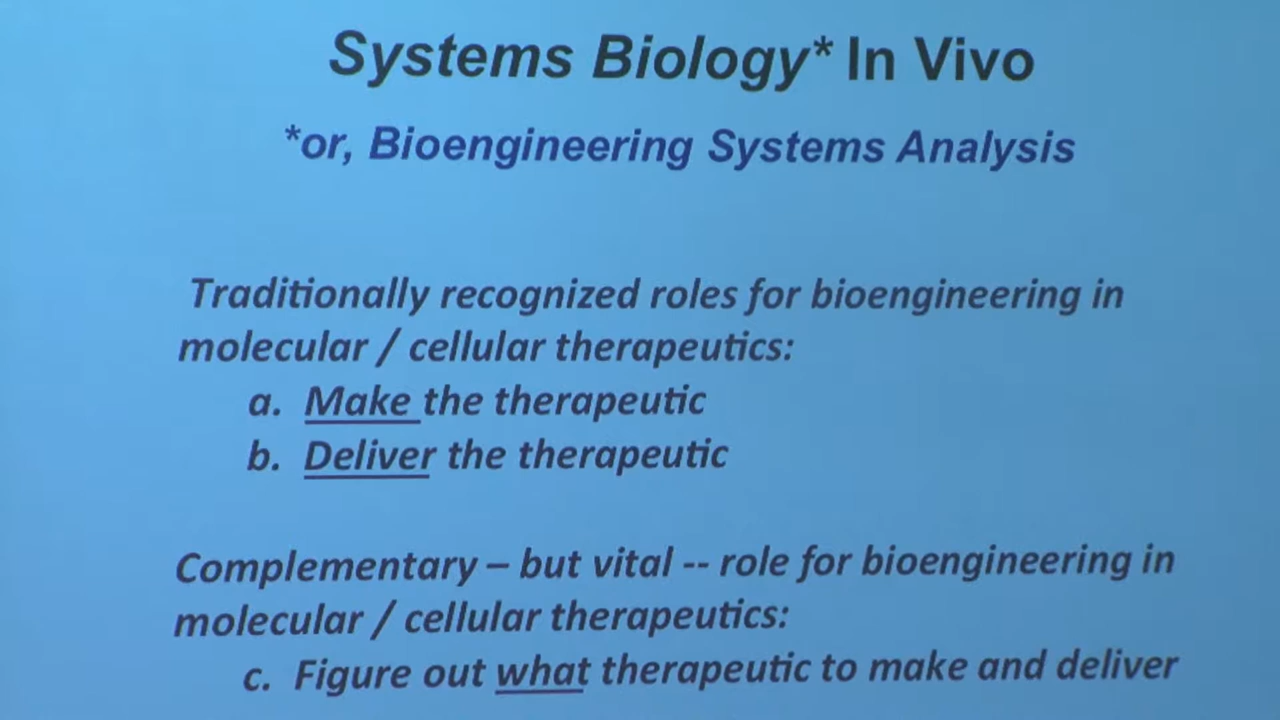 Systems Biology* In Vivo
*or, Bioengineering Systems Analysis
Traditionally recognized roles for bioengineering in
molecular / cellular therapeutics:
a. Make the therapeutic
b. Deliver the therapeutic
Complementary – but vital -- role for bioengineering in
molecular / cellular therapeutics:
c. Figure out what therapeutic to make and deliver